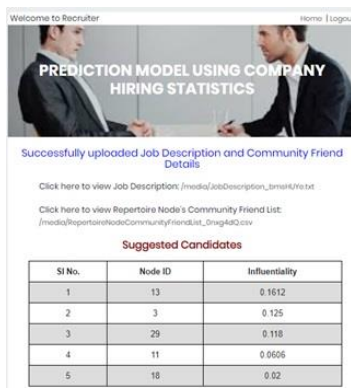 Welcome to Recruiter
Home | Logou
PREDICTION MODEL USING COMPANY
HIRING STATISTICS
Successfully uploaded Job Description and Community Friend
Details
Click here to view Job Description: /media/JobDescription_bmsHUYe.txt
Click here to view Repertoire Node's Community Friend List:
/media/RepertoireNodeCommunityFriendList_0nxg4dQ.csv
Suggested Candidates
Sl No. Node ID Influentiality
1 13 0.1612
2 3 0.125
3 29 0.118
4 11 0.0606
5 18 0.02